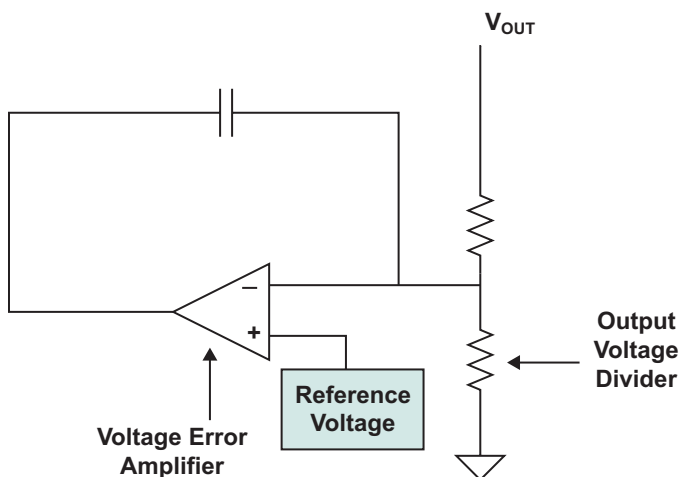 VOUT
−
+
Reference
Voltage
Output
Voltage
Divider
Voltage Error
Amplifier